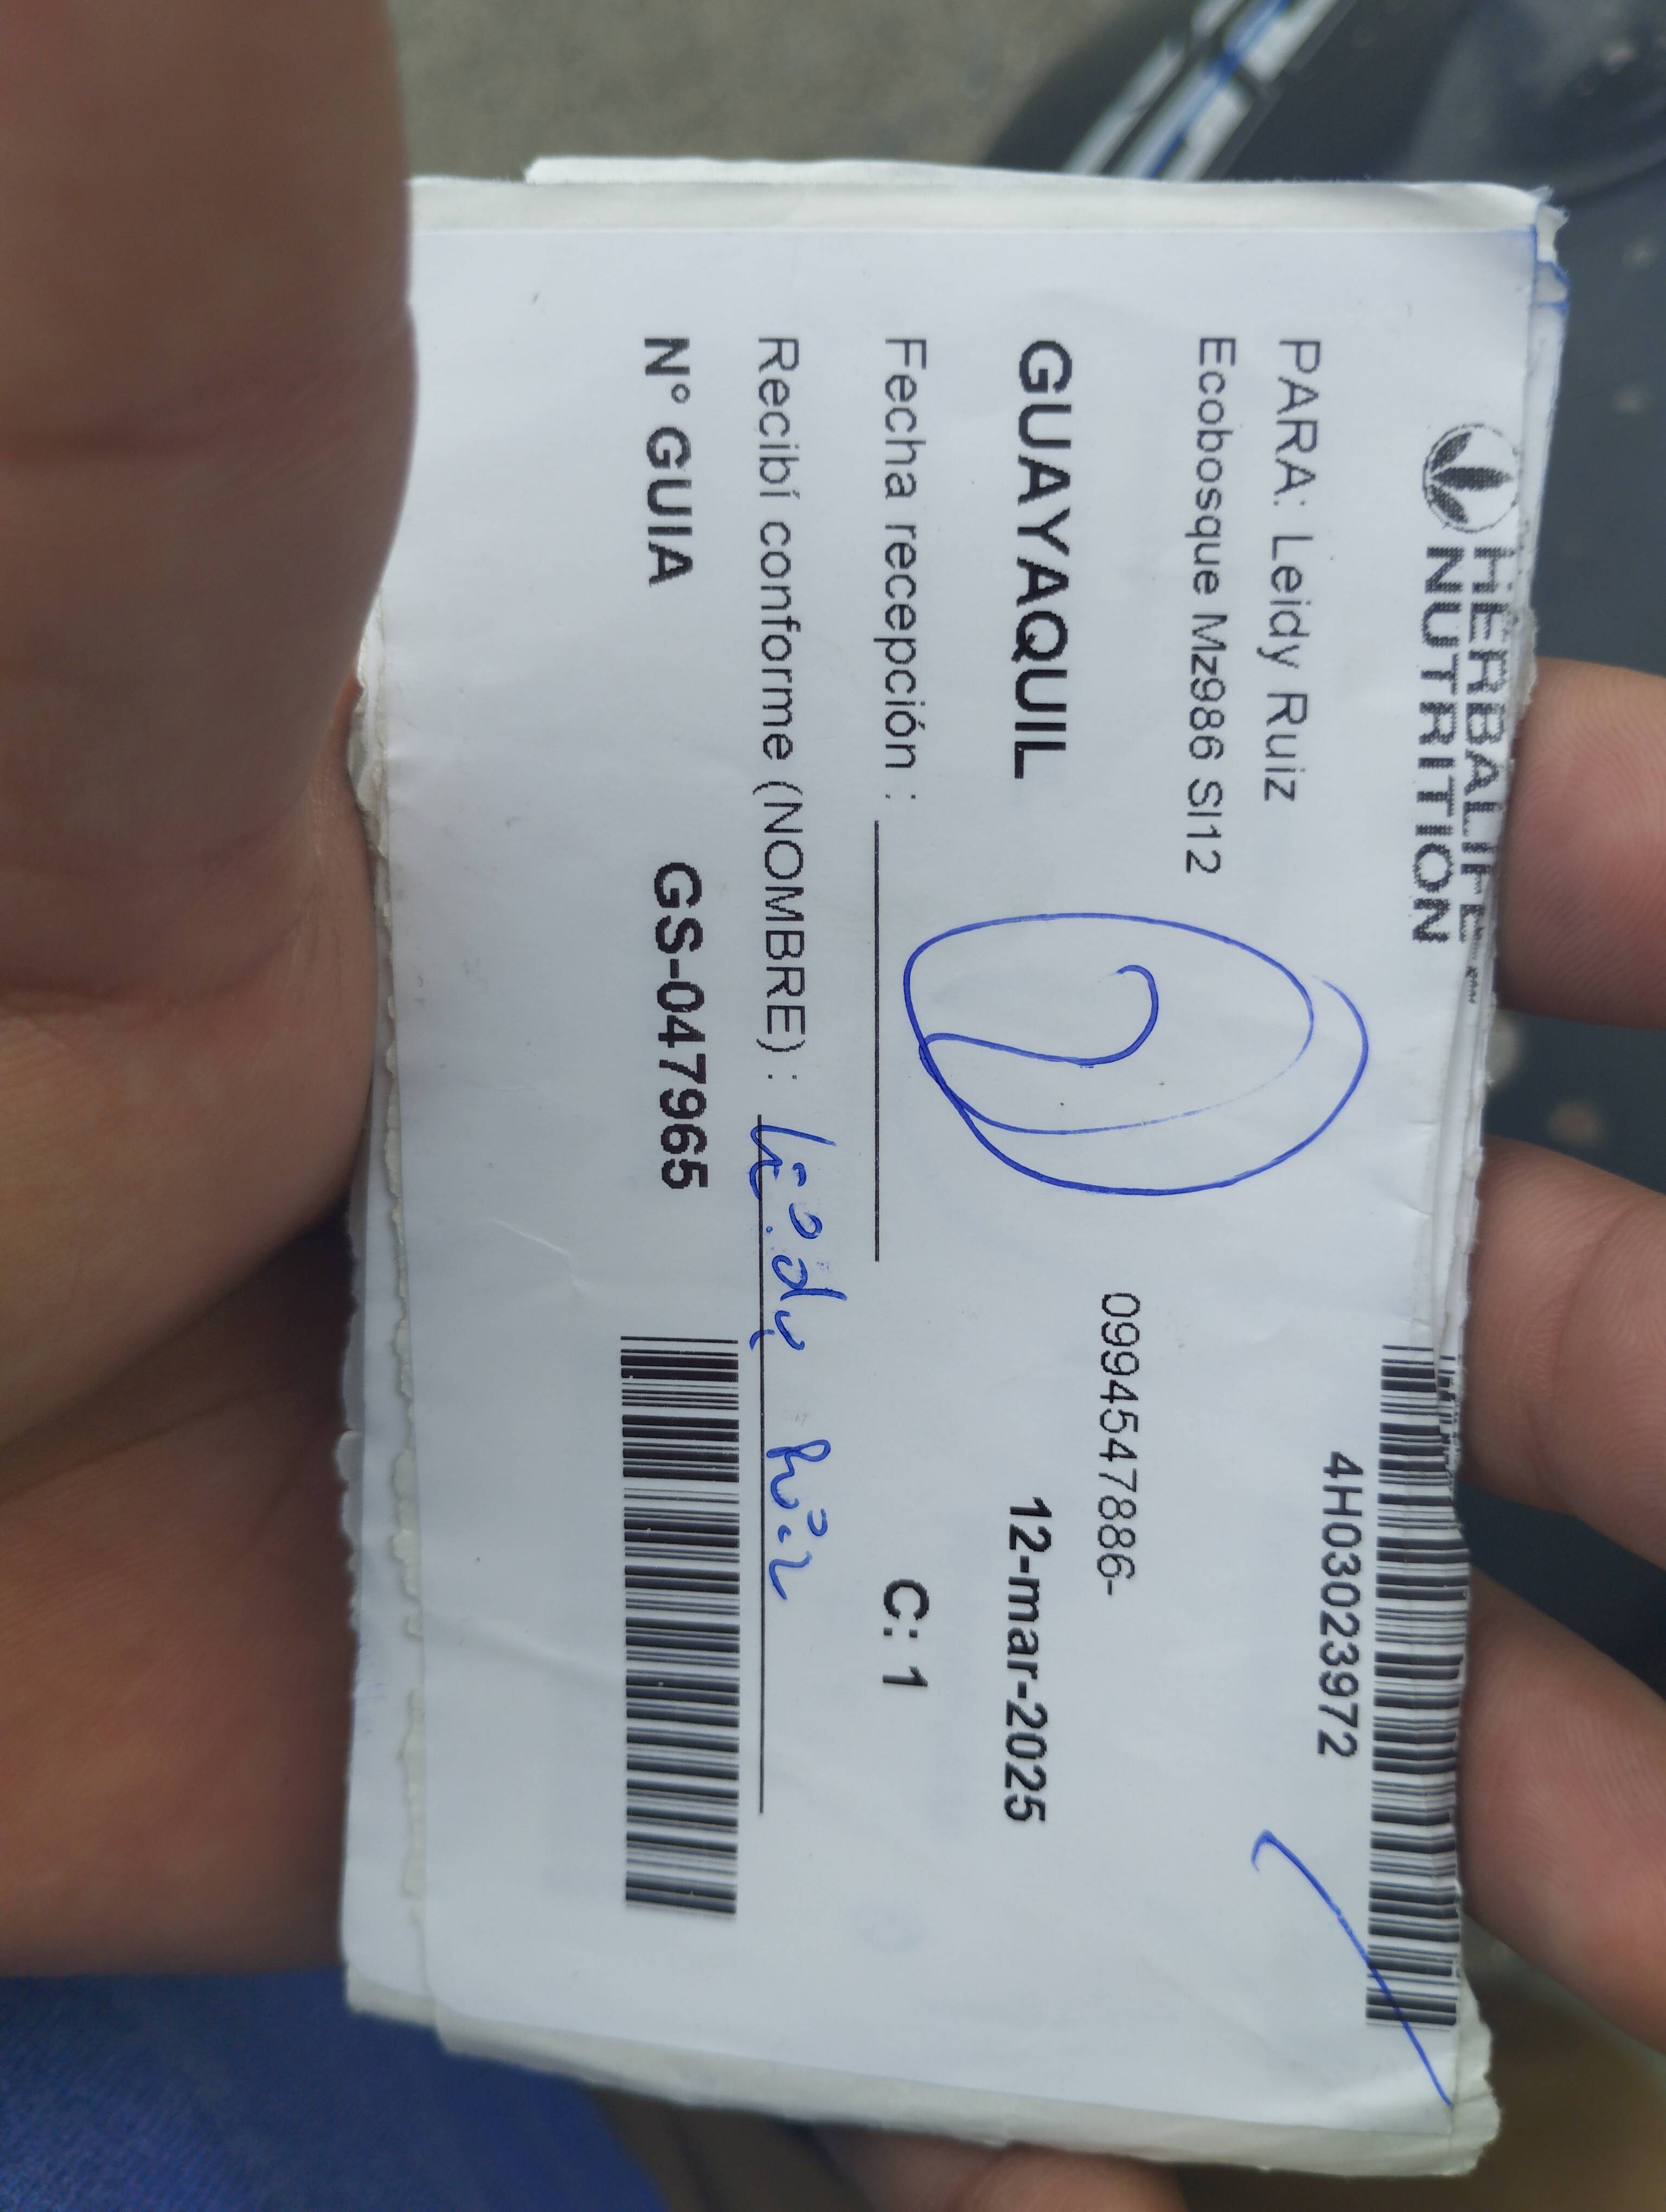 HERBALIFE
NUTRITION
4H03023972
PARA: Leidy Ruiz
Ecobosque Mz986 Sl12
0994547886-
GUAYAQUIL 12-mar-2025
Fecha recepción : C: 1
Recibí conforme (NOMBRE) : Leidy Ruiz
N° GUIA GS-047965